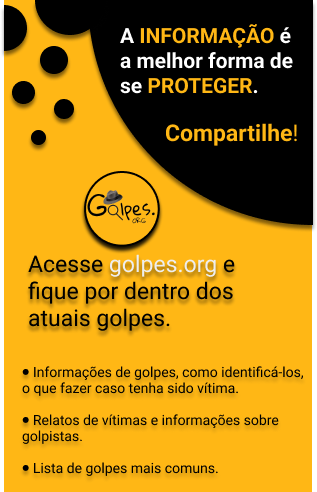 A INFORMAÇÃO é
a melhor forma de
se PROTEGER.
Compartilhe!
Golpes.
ORG
Acesse golpes.org e
fique por dentro dos
atuais golpes.
• Informações de golpes, como identificá-los,
o que fazer caso tenha sido vítima.
• Relatos de vítimas e informações sobre
golpistas.
• Lista de golpes mais comuns.